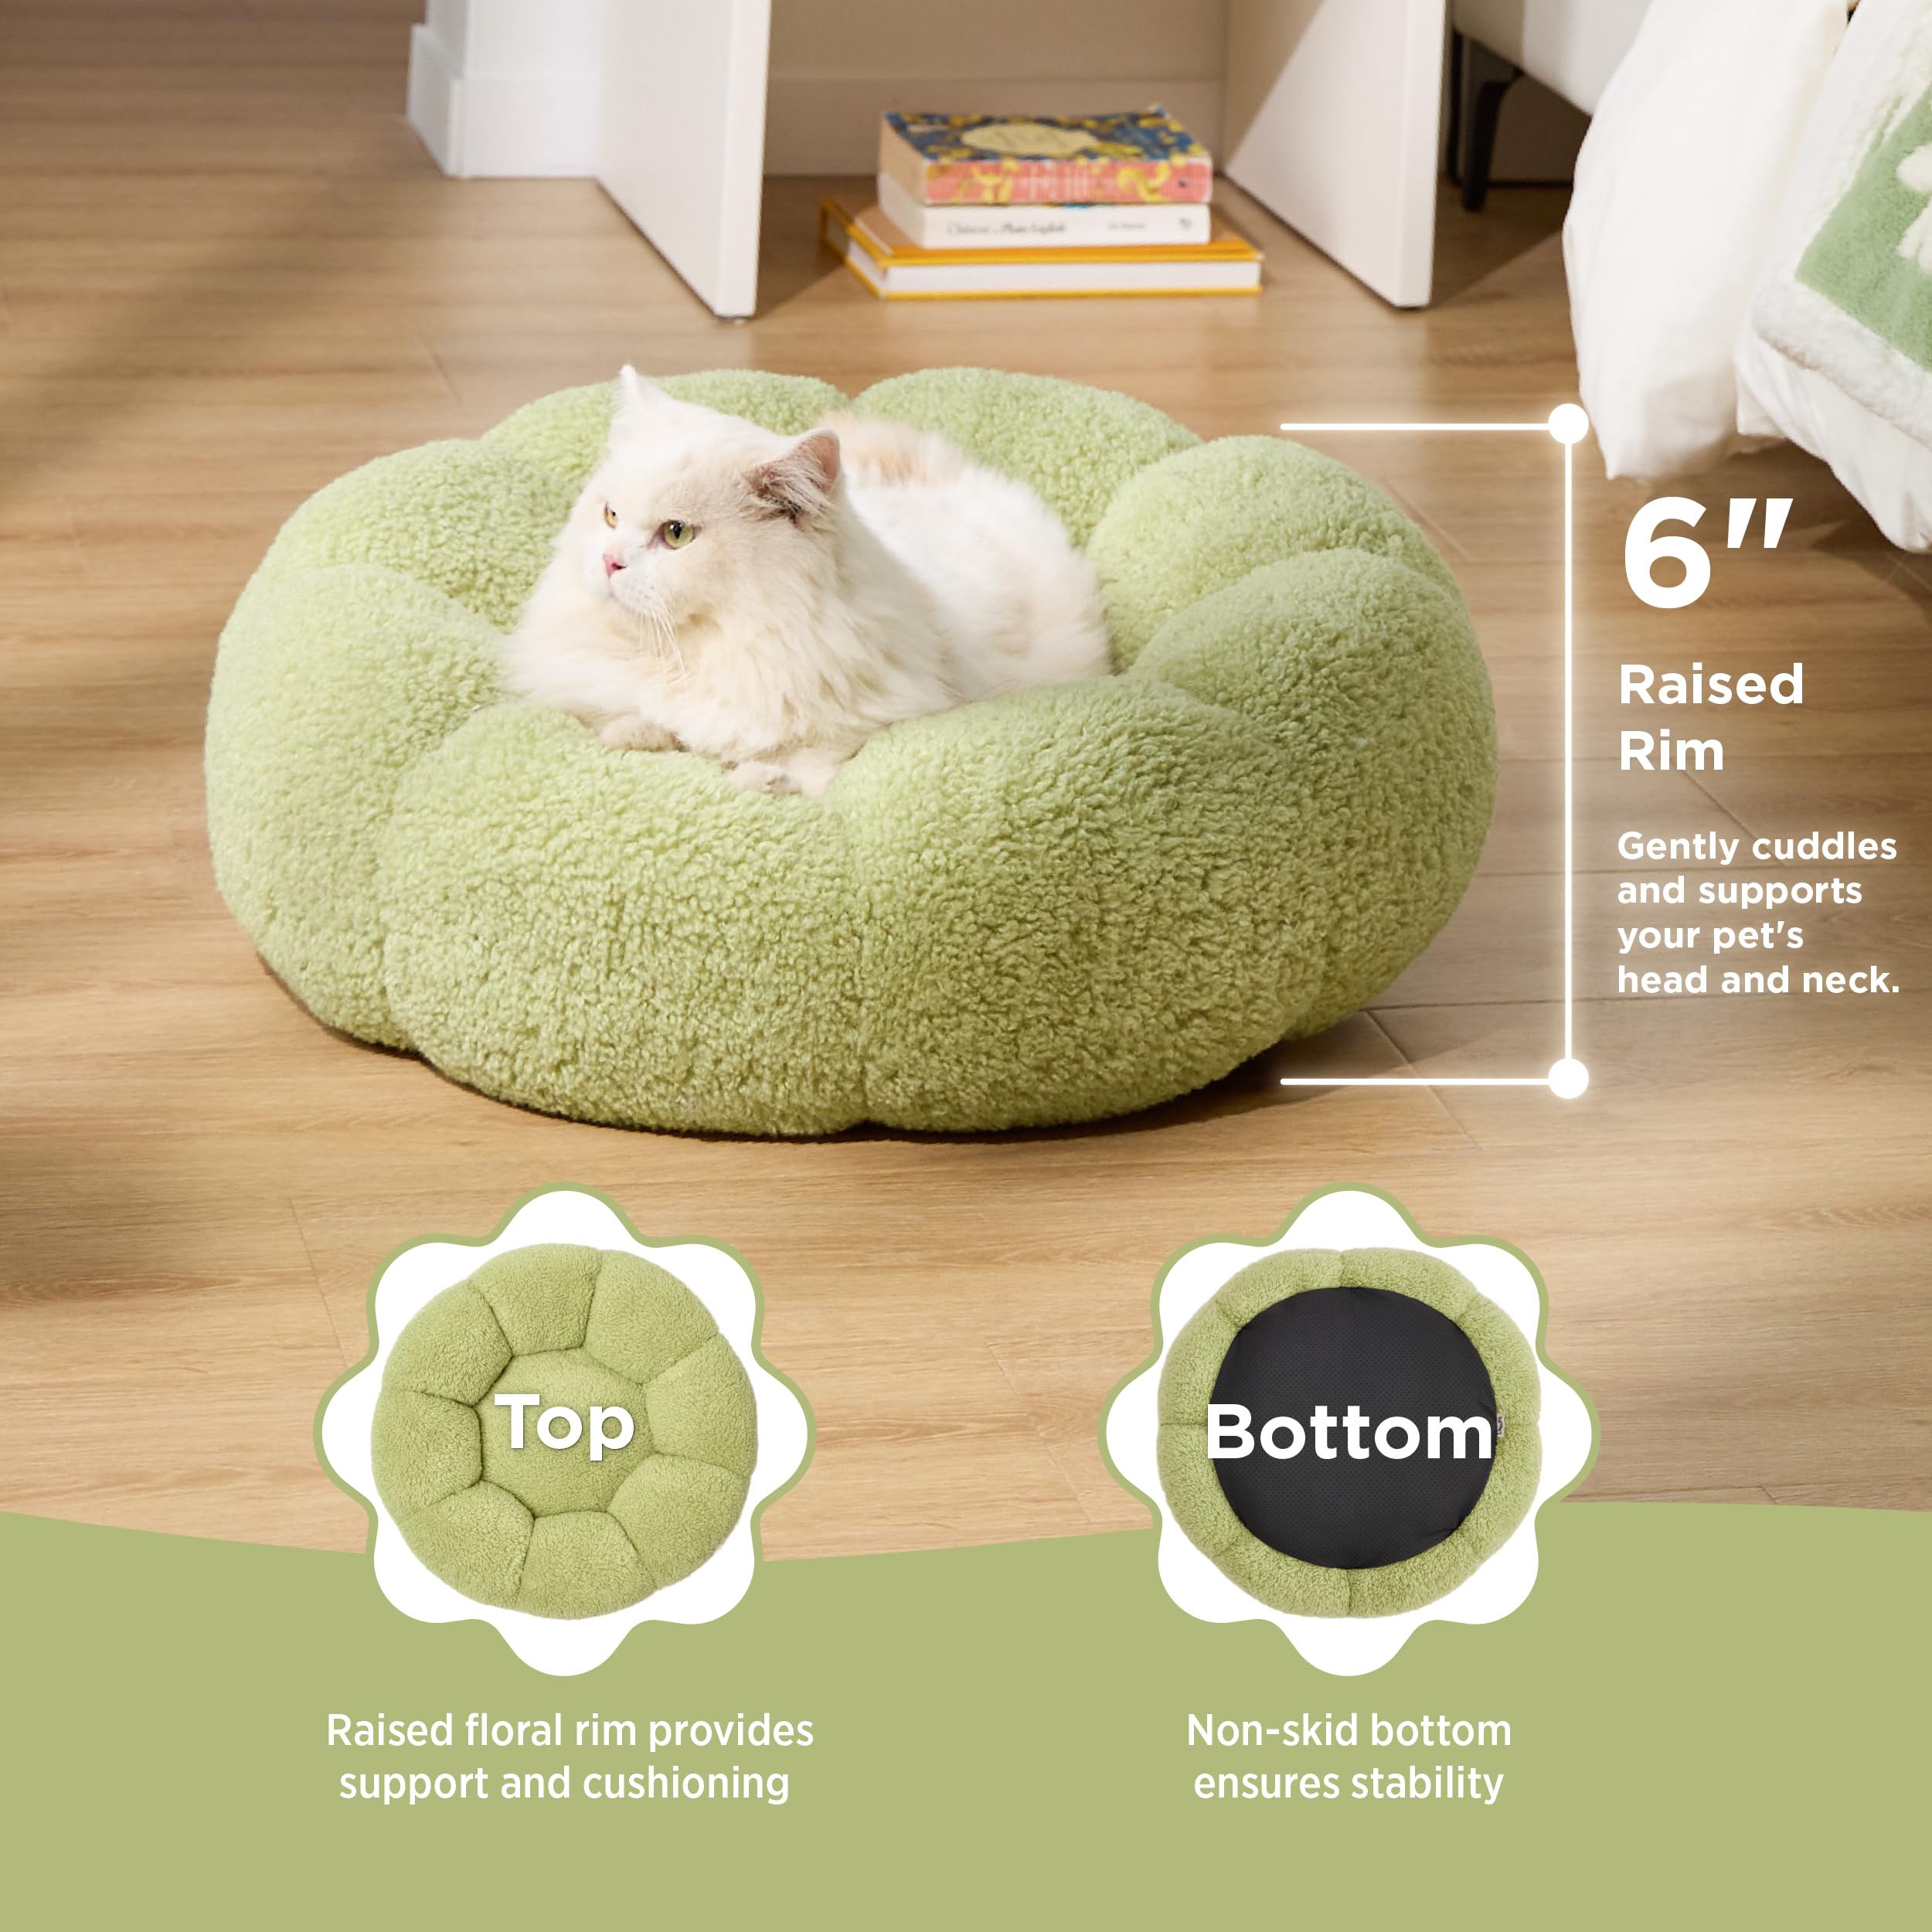 6"
Raised
Rim
Gently cuddles
and supports
your pet's
head and neck.
Top
Bottom
Raised floral rim provides
support and cushioning
Non-skid bottom
ensures stability